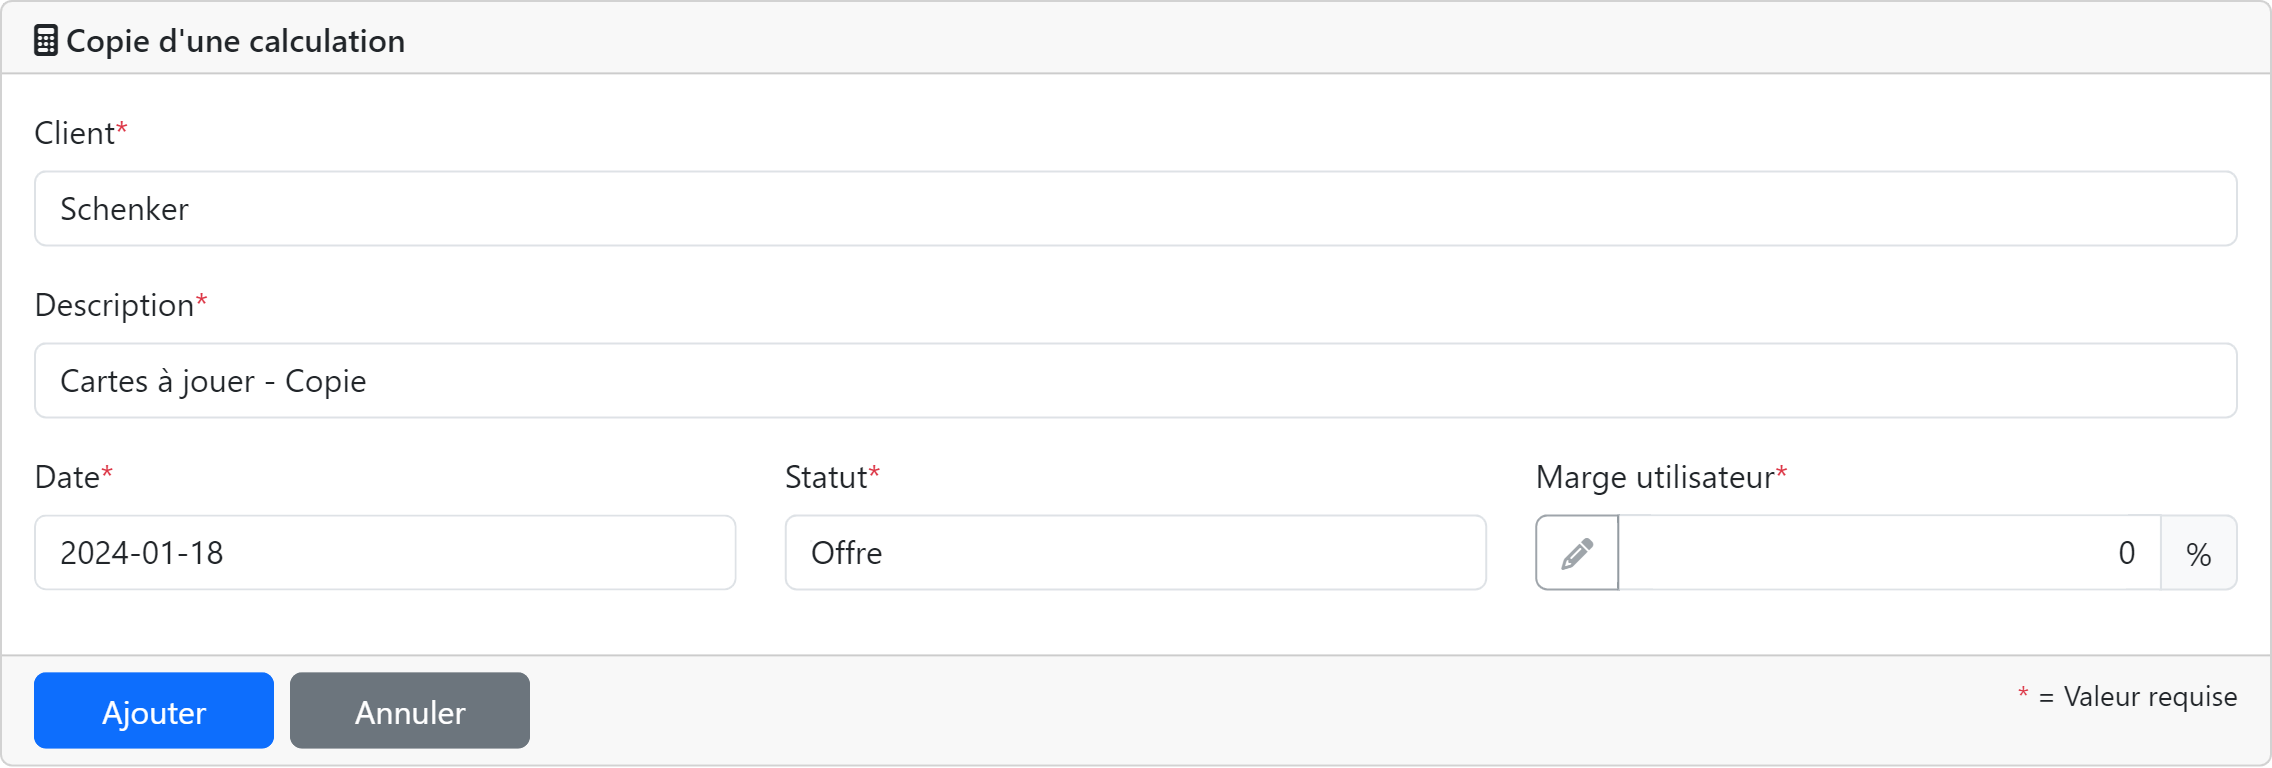 Copie d'une calculation
Client*
Schenker
Description*
Cartes à jouer - Copie
Date* Statut* Marge utilisateur*
2024-01-18 Offre 0 %
Ajouter Annuler * = Valeur requise